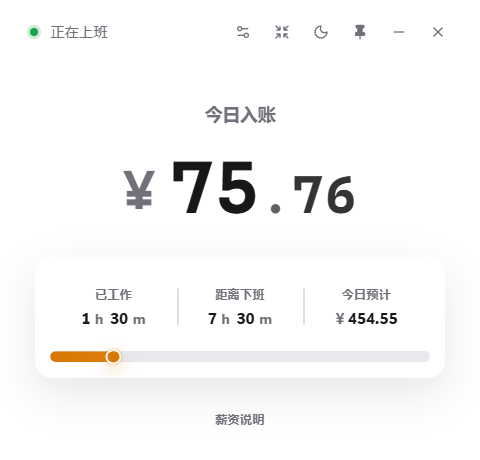 正在上班
今日入账
¥ 75.76
已工作 距离下班 今日预计
1 h 30 m 7 h 30 m ¥ 454.55
薪资说明